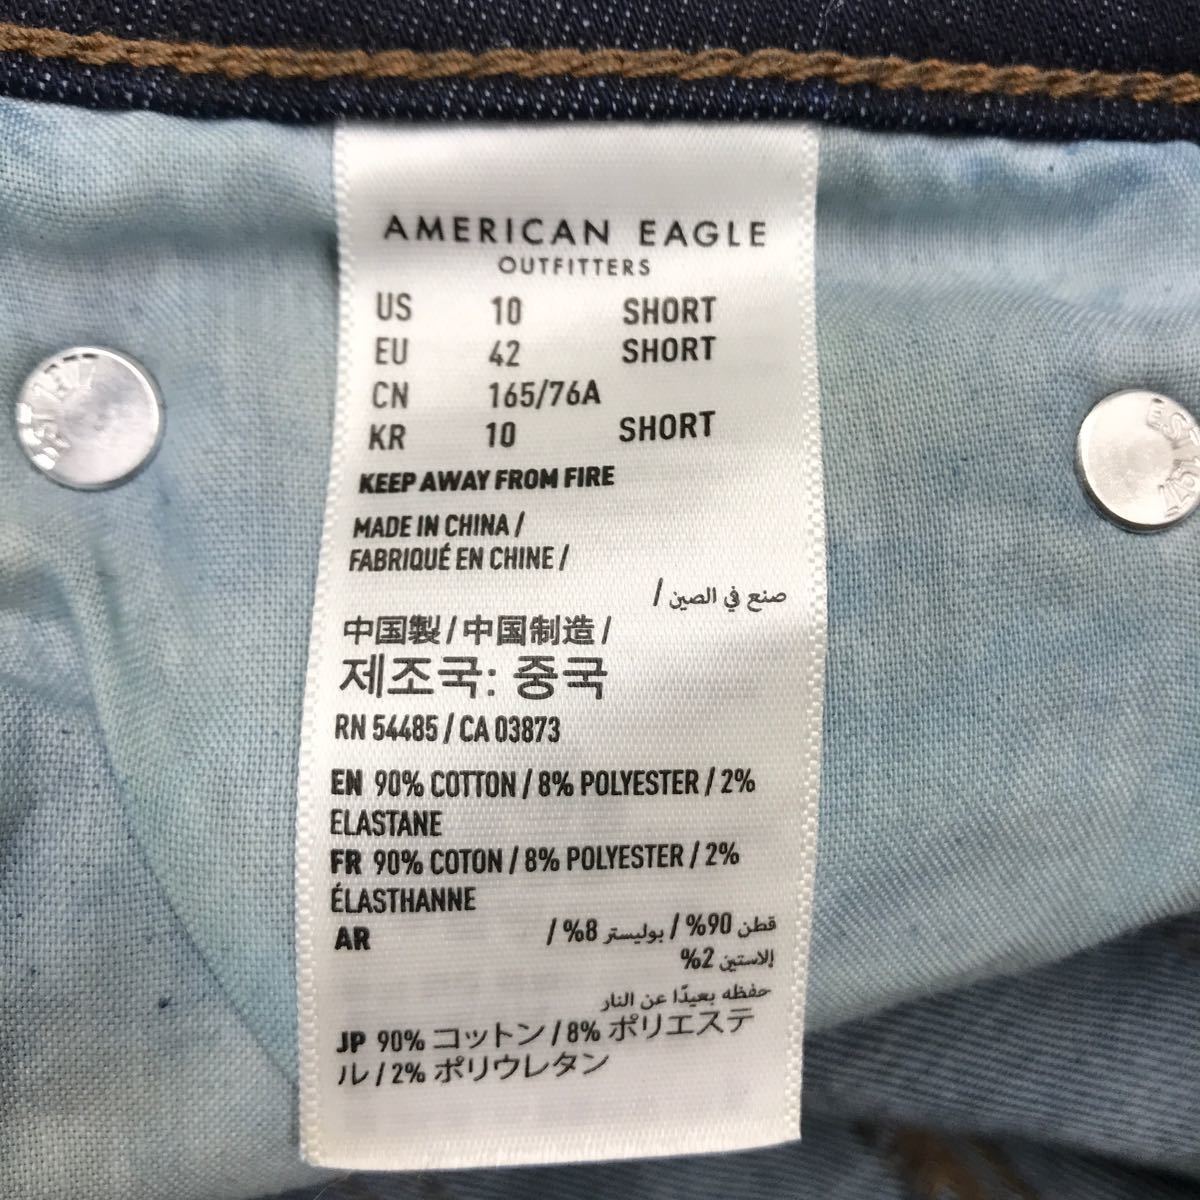 AMERICAN EAGLE
OUTFITTERS
US 10 SHORT
EU 42 SHORT
CN 165/76A
KR 10 SHORT
KEEP AWAY FROM FIRE
MADE IN CHINA /
FABRIQUÉ EN CHINE /
صنع في الصين /
中国製 / 中国制造 /
제조국: 중국
RN 54485 / CA 03873
EN 90% COTTON / 8% POLYESTER / 2%
ELASTANE
FR 90% COTON / 8% POLYESTER / 2%
ÉLASTHANNE
AR قطن 90% / بوليستر 8% /
إلاستين 2%
حفظه بعيدًا عن النار
JP 90% コットン / 8% ポリエステ
ル / 2% ポリウレタン